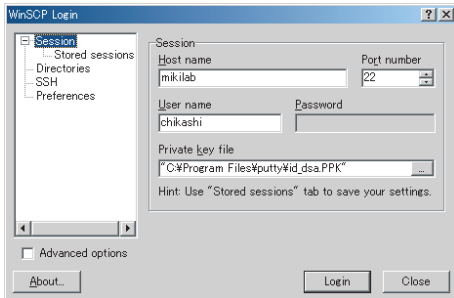 WinSCP Login
Session
Stored sessions
Directories
SSH
Preferences
Session
Host name
Port number
mikilab
22
User name
Password
chikashi
Private key file
"C:¥Program Files¥putty¥id_dsa.PPK"
...
Hint: Use "Stored sessions" tab to save your settings.
Advanced options
About...
Login
Close